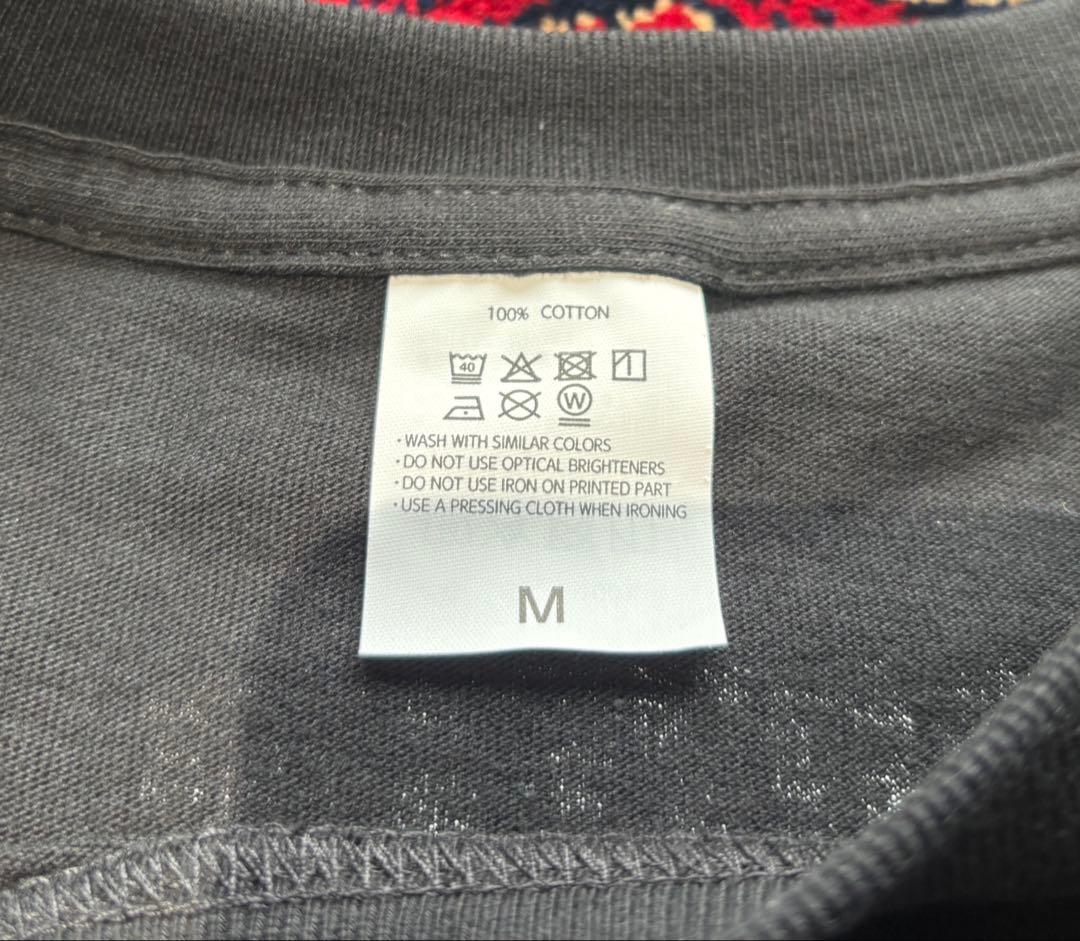 100% COTTON
40
W
·WASH WITH SIMILAR COLORS
·DO NOT USE OPTICAL BRIGHTENERS
·DO NOT USE IRON ON PRINTED PART
·USE A PRESSING CLOTH WHEN IRONING
M